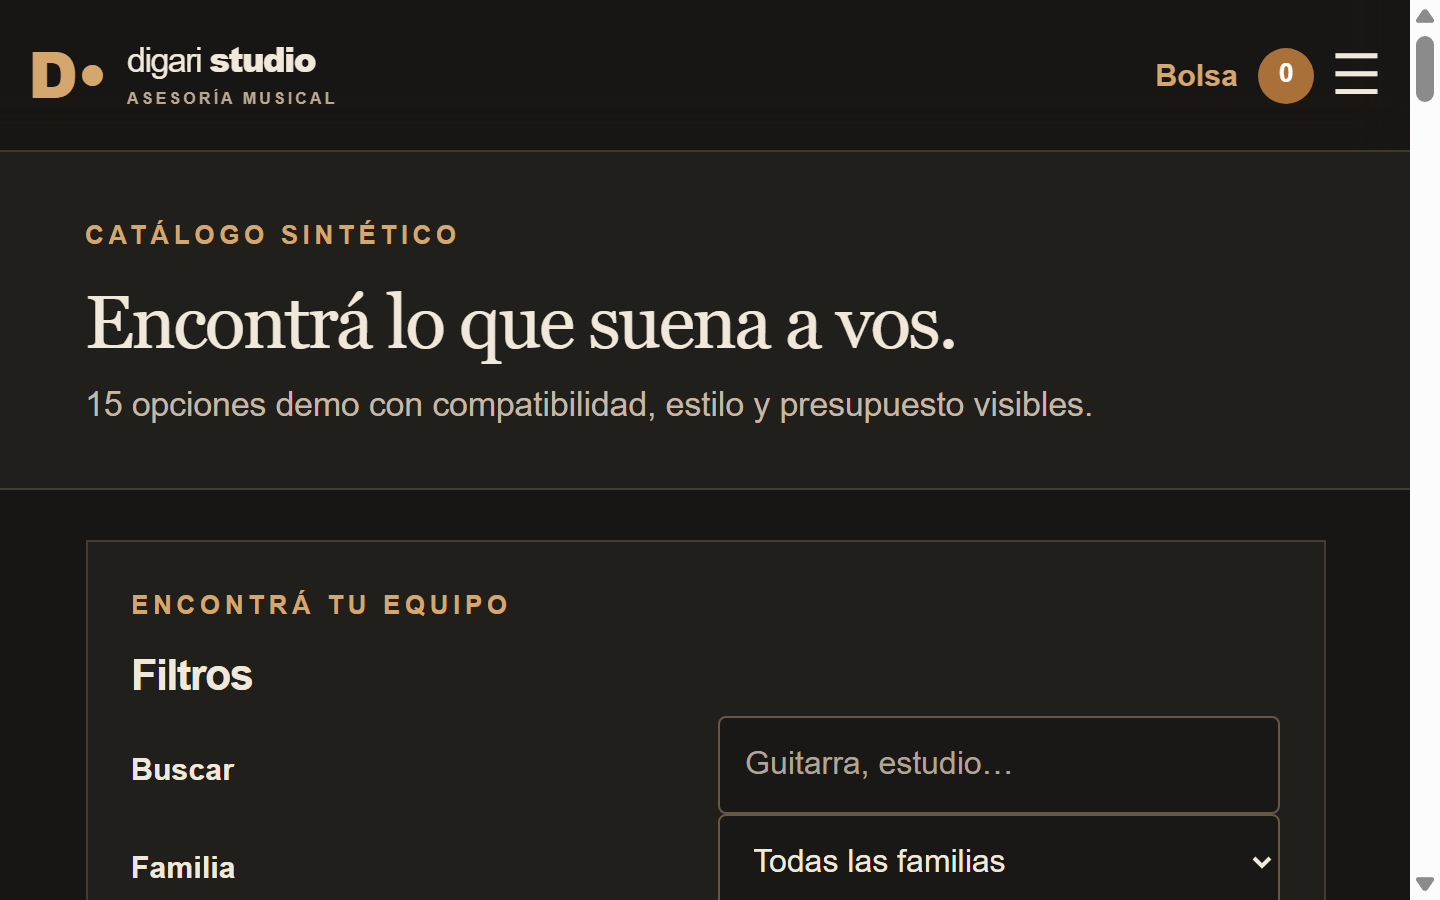 D•
digari studio
ASESORÍA MUSICAL
Bolsa 0
CATÁLOGO SINTÉTICO
Encontrá lo que suena a vos.
15 opciones demo con compatibilidad, estilo y presupuesto visibles.
ENCONTRÁ TU EQUIPO
Filtros
Buscar
Guitarra, estudio...
Familia
Todas las familias